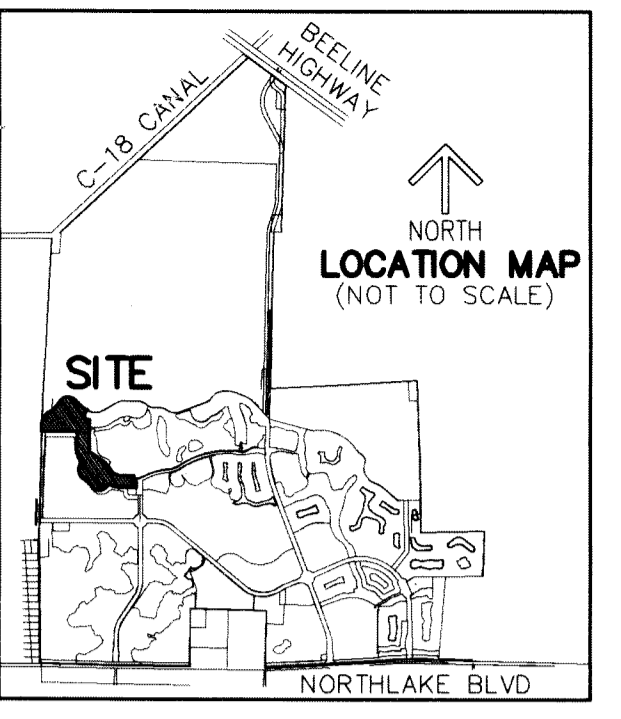 BEELINE
HIGHWAY
C-18 CANAL
NORTH
LOCATION MAP
(NOT TO SCALE)
SITE
NORTHLAKE BLVD